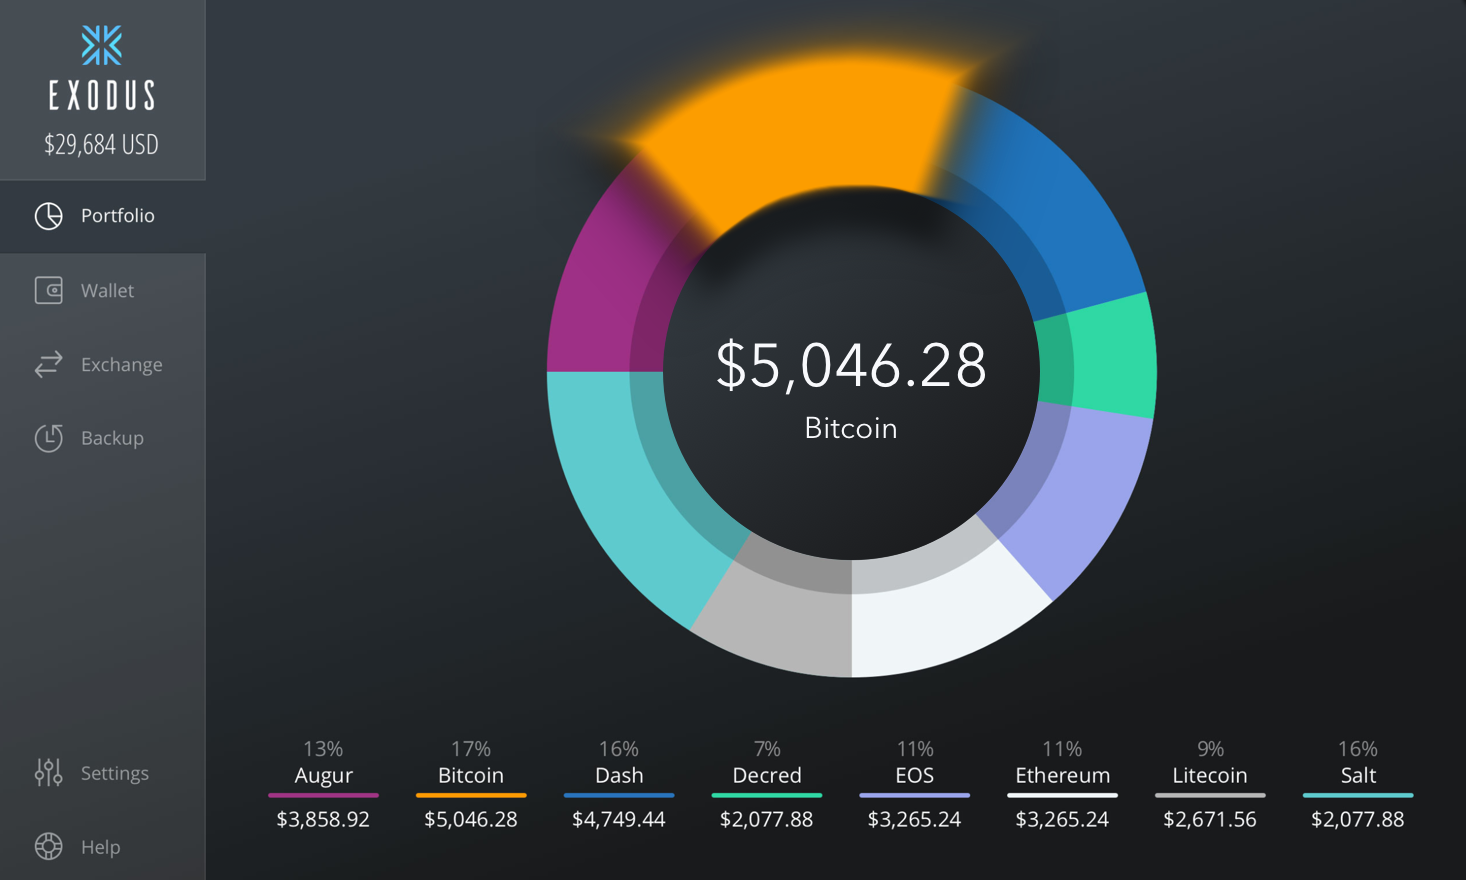 EXODUS
$29,684 USD
Portfolio
Wallet
Exchange
Backup
Settings
Help
$5,046.28
Bitcoin
13% 17% 16% 7% 11% 11% 9% 16%
Augur Bitcoin Dash Decred EOS Ethereum Litecoin Salt
$3,858.92 $5,046.28 $4,749.44 $2,077.88 $3,265.24 $3,265.24 $2,671.56 $2,077.88